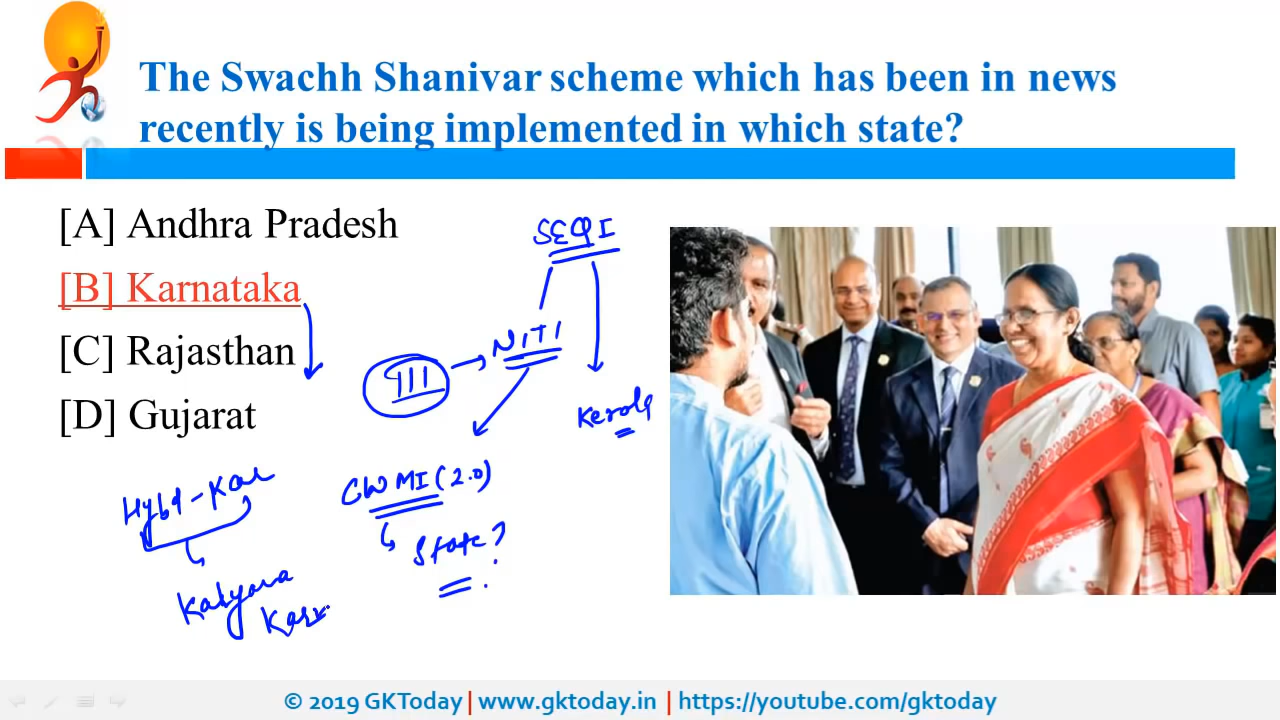 The Swachh Shanivar scheme which has been in news
recently is being implemented in which state?
[A] Andhra Pradesh
[B] Karnataka
[C] Rajasthan
[D] Gujarat
SEQI
NITI
III
Kerala
CWMI (2.0)
State?
Hybd-Kar
Kalyana
Kar
© 2019 GKToday | www.gktoday.in | https://youtube.com/gktoday